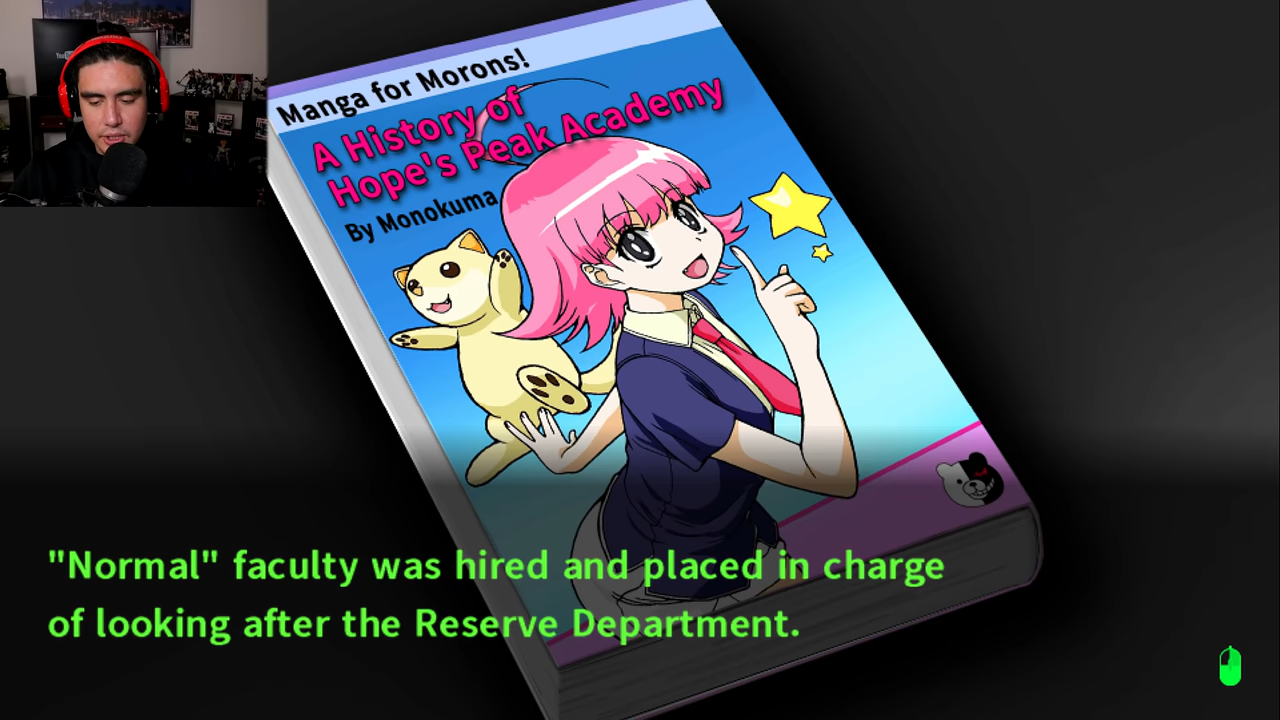 Manga for Morons!
A History of
Hope's Peak Academy
By Monokuma
"Normal" faculty was hired and placed in charge
of looking after the Reserve Department.